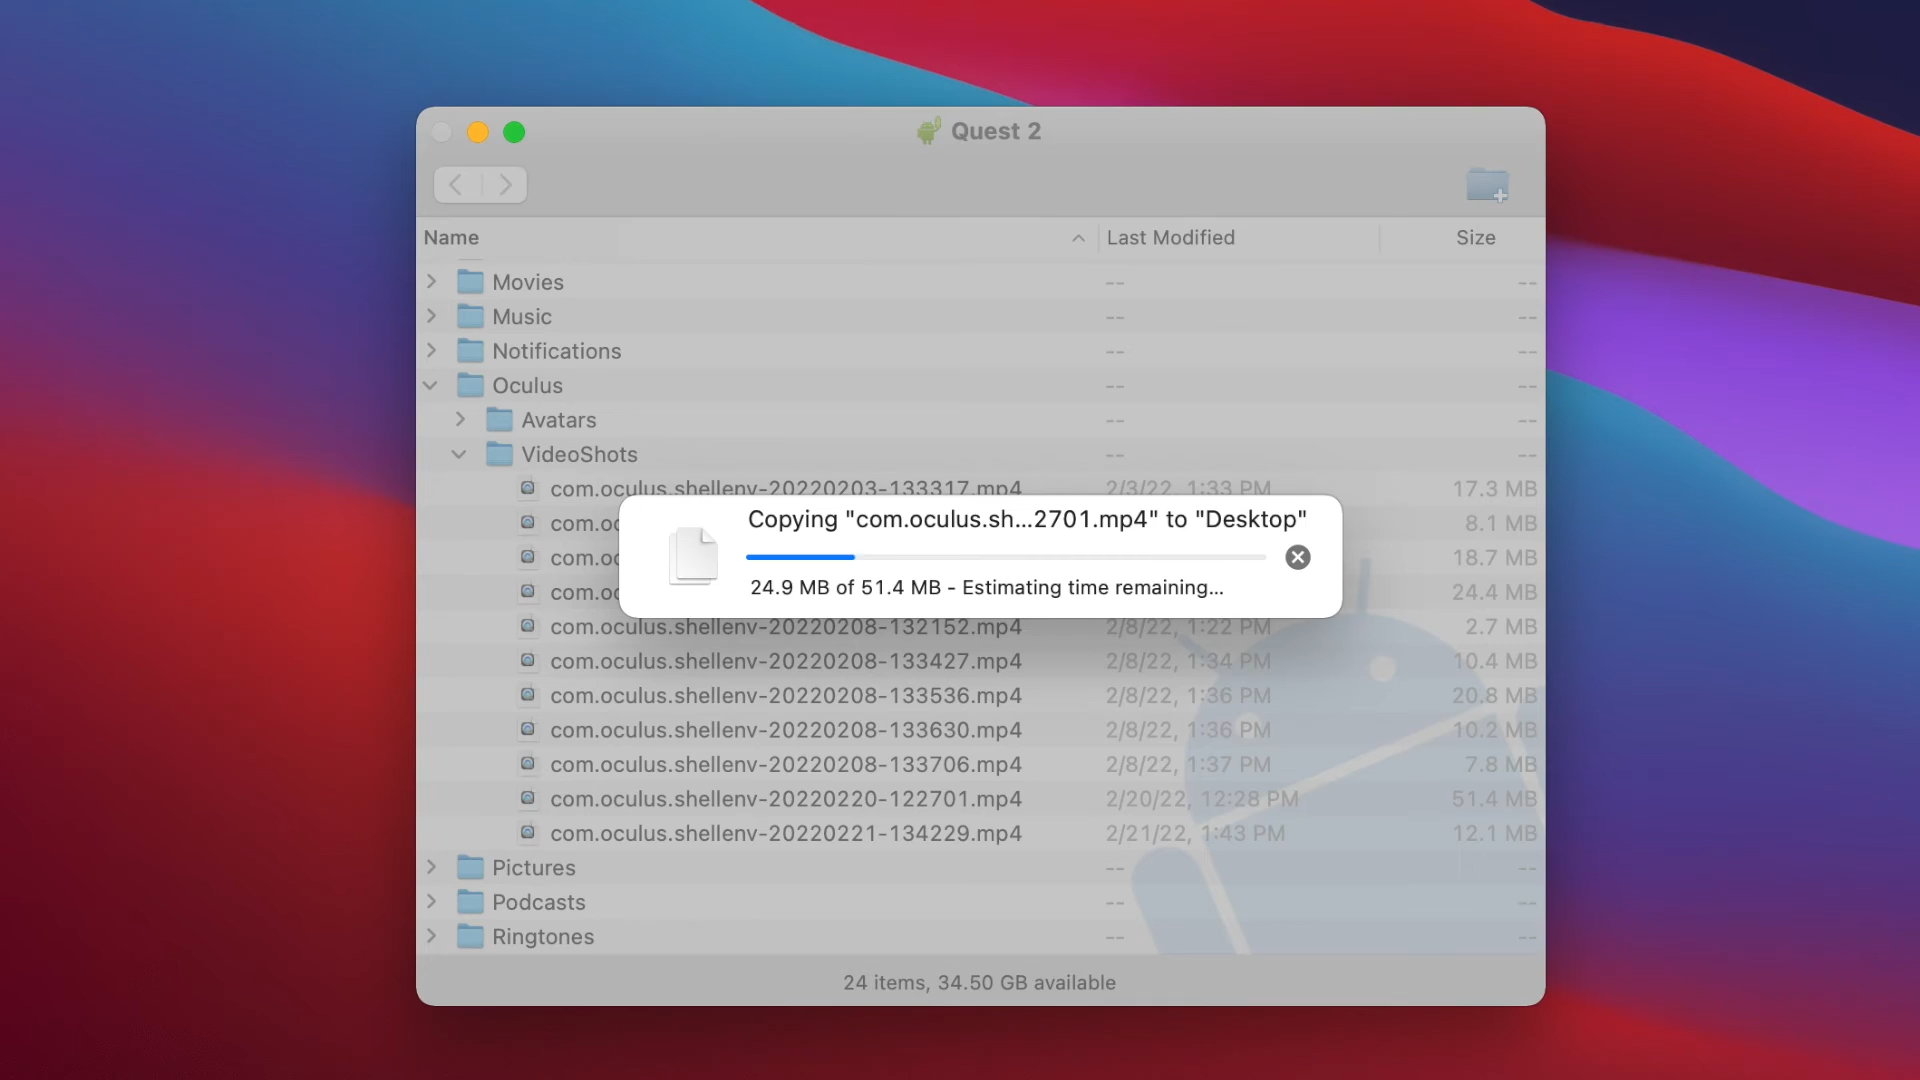 Quest 2
Name Last Modified Size
Movies -- --
Music -- --
Notifications -- --
Oculus -- --
Avatars -- --
VideoShots -- --
com.oculus.shellenv-20220203-133317.mp4 2/3/22, 1:33 PM 17.3 MB
8.1 MB
18.7 MB
24.4 MB
Copying "com.oculus.sh...2701.mp4" to "Desktop"
24.9 MB of 51.4 MB - Estimating time remaining...
com.oculus.shellenv-20220208-132152.mp4 2/8/22, 1:22 PM 2.7 MB
com.oculus.shellenv-20220208-133427.mp4 2/8/22, 1:34 PM 10.4 MB
com.oculus.shellenv-20220208-133536.mp4 2/8/22, 1:36 PM 20.8 MB
com.oculus.shellenv-20220208-133630.mp4 2/8/22, 1:36 PM 10.2 MB
com.oculus.shellenv-20220208-133706.mp4 2/8/22, 1:37 PM 7.8 MB
com.oculus.shellenv-20220220-122701.mp4 2/20/22, 12:28 PM 51.4 MB
com.oculus.shellenv-20220221-134229.mp4 2/21/22, 1:43 PM 12.1 MB
Pictures -- --
Podcasts -- --
Ringtones -- --
24 items, 34.50 GB available